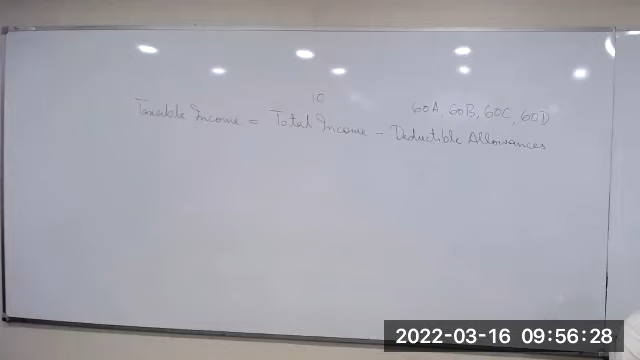 10 60A, 60B, 60C, 60D
Taxable Income = Total Income - Deductible Allowances
2022-03-16 09:56:28